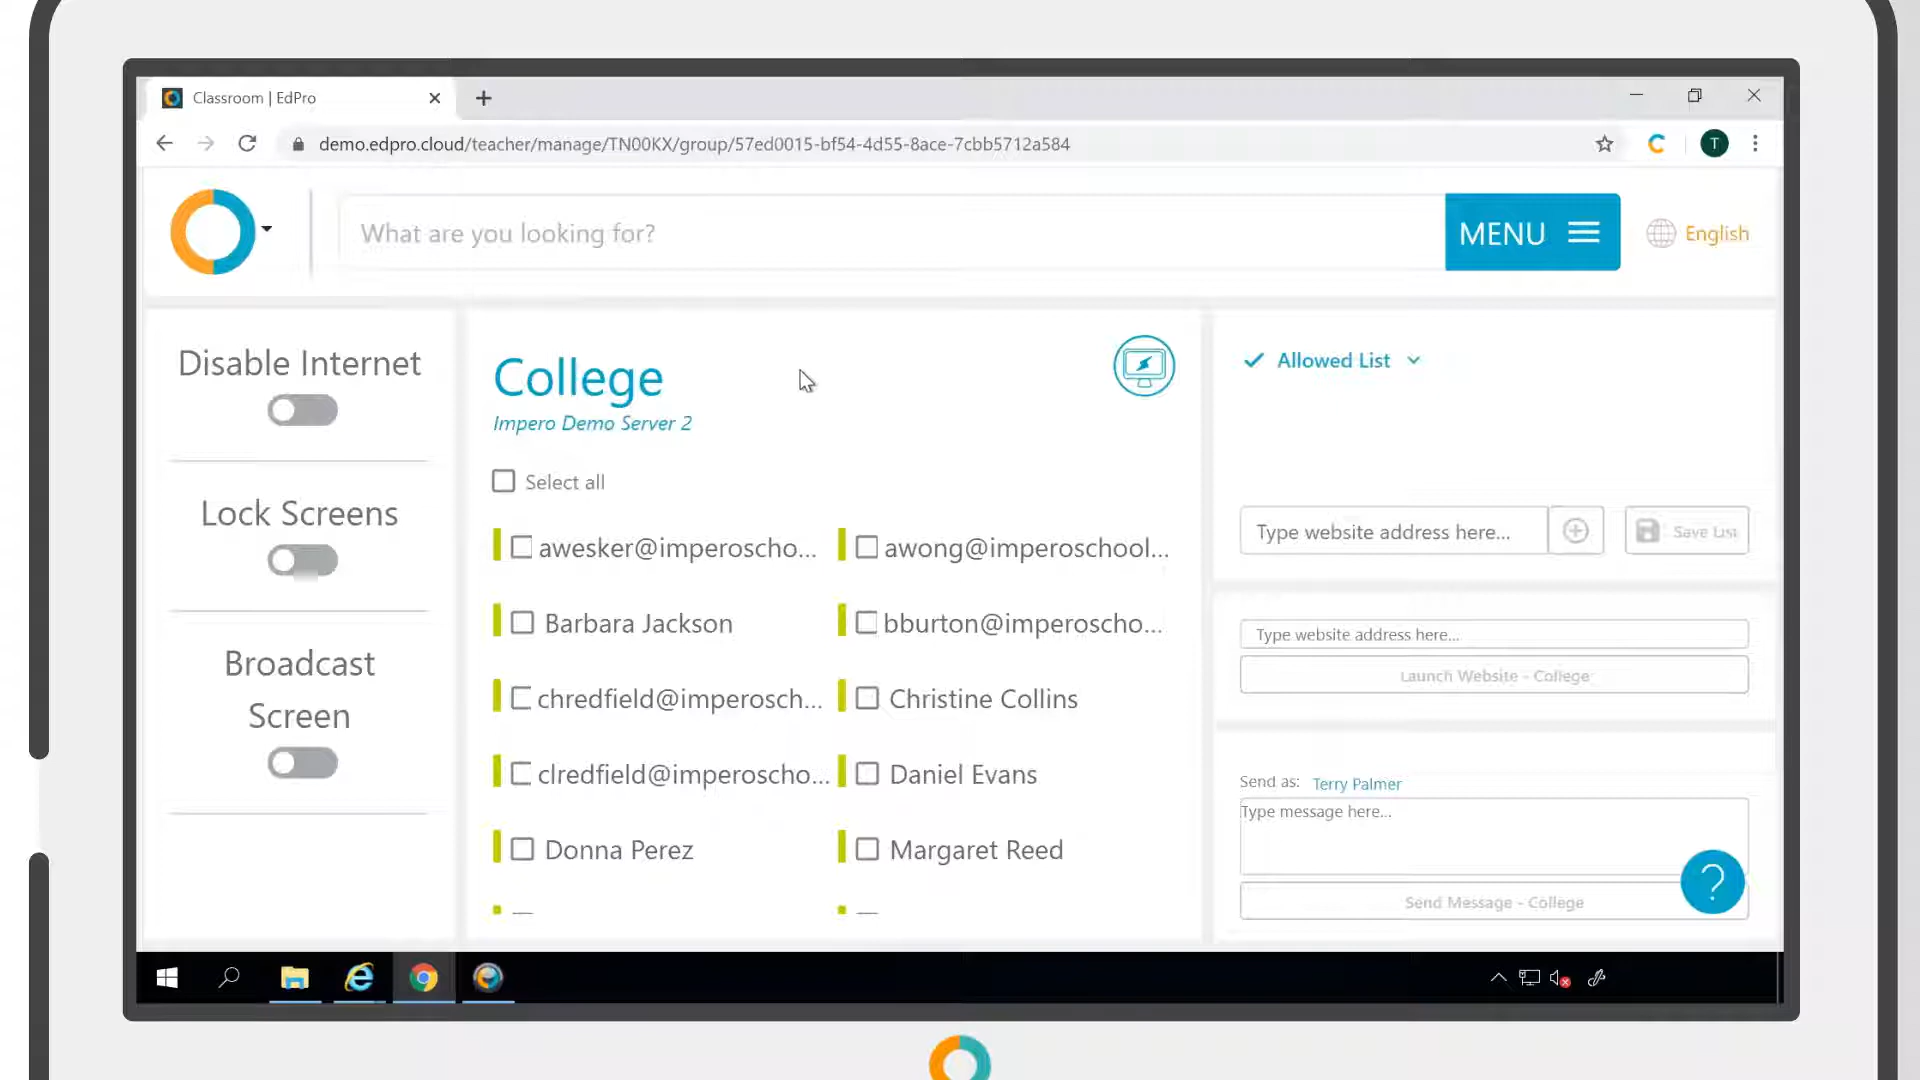 Classroom | EdPro
demo.edpro.cloud/teacher/manage/TN00KX/group/57ed0015-bf54-4d55-8ace-7cbb5712a584
T
What are you looking for?
MENU
English
Disable Internet
Lock Screens
Broadcast
Screen
College
Impero Demo Server 2
Select all
awesker@imperoscho...
awong@imperoschool...
Barbara Jackson
bburton@imperoscho...
chredfield@imperosch...
Christine Collins
clredfield@imperoscho...
Daniel Evans
Donna Perez
Margaret Reed
Allowed List
Type website address here...
Save List
Type website address here...
Launch Website - College
Send as: Terry Palmer
Type message here...
Send Message - College
?